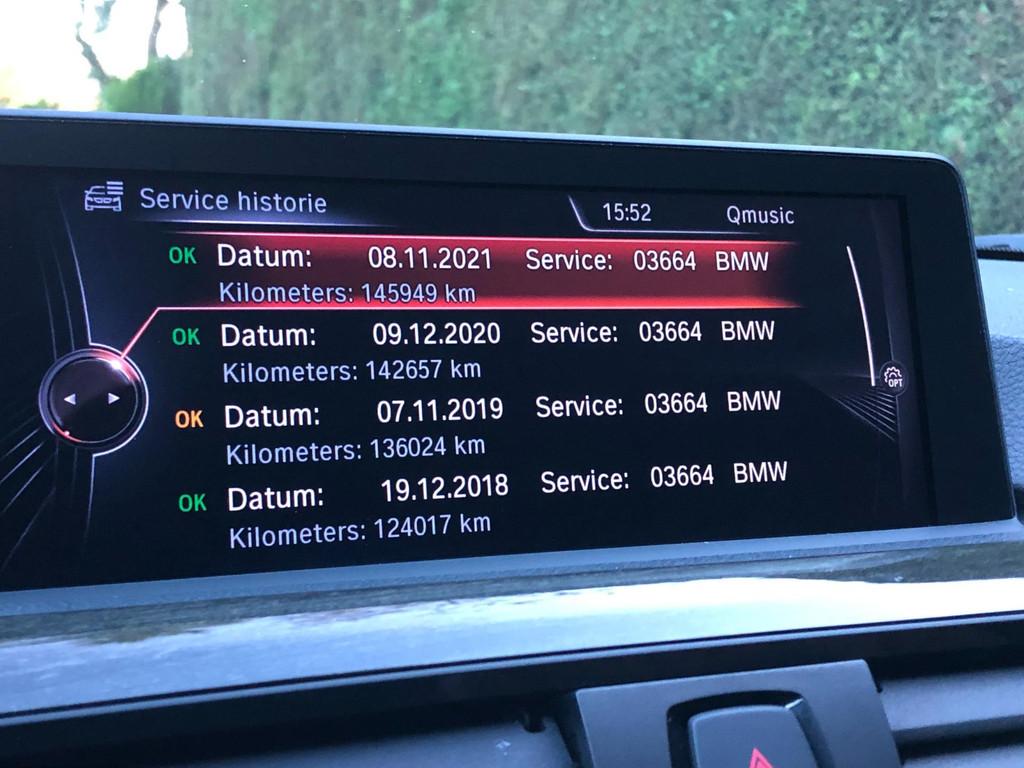 Service historie 15:52 Qmusic
OK Datum: 08.11.2021 Service: 03664 BMW
Kilometers: 145949 km
OK Datum: 09.12.2020 Service: 03664 BMW
Kilometers: 142657 km
OPT
OK Datum: 07.11.2019 Service: 03664 BMW
Kilometers: 136024 km
OK Datum: 19.12.2018 Service: 03664 BMW
Kilometers: 124017 km